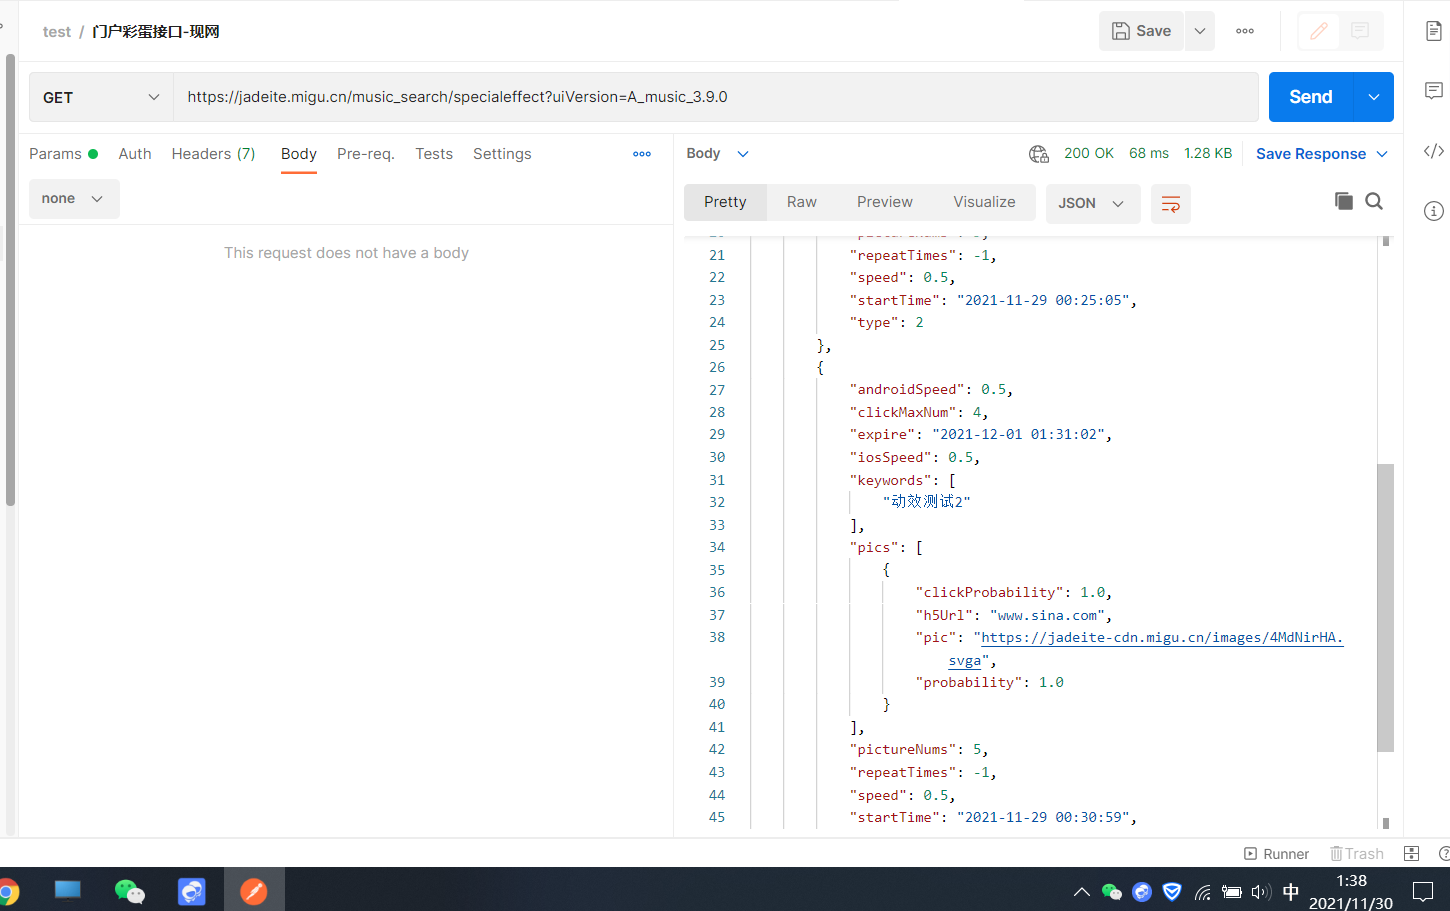 test / 门户彩蛋接口-现网
Save
GET
https://jadeite.migu.cn/music_search/specialeffect?uiVersion=A_music_3.9.0
Send
Params Auth Headers (7) Body Pre-req. Tests Settings
none
This request does not have a body
Body
200 OK 68 ms 1.28 KB Save Response
Pretty Raw Preview Visualize JSON
21 "repeatTimes": -1,
22 "speed": 0.5,
23 "startTime": "2021-11-29 00:25:05",
24 "type": 2
25 },
26 {
27 "androidSpeed": 0.5,
28 "clickMaxNum": 4,
29 "expire": "2021-12-01 01:31:02",
30 "iosSpeed": 0.5,
31 "keywords": [
32 "动效测试2"
33 ],
34 "pics": [
35 {
36 "clickProbability": 1.0,
37 "h5Url": "www.sina.com",
38 "pic": "https://jadeite-cdn.migu.cn/images/4MdNirHA.
svga",
39 "probability": 1.0
40 }
41 ],
42 "pictureNums": 5,
43 "repeatTimes": -1,
44 "speed": 0.5,
45 "startTime": "2021-11-29 00:30:59",
Runner Trash
中
1:38
2021/11/30